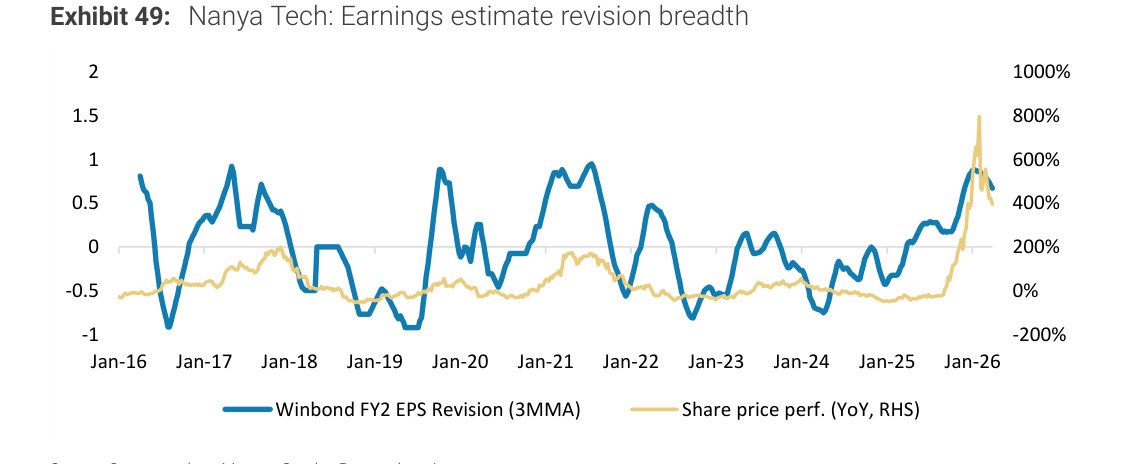 Exhibit 49: Nanya Tech: Earnings estimate revision breadth
2 1000%
1.5 800%
1 600%
0.5 400%
0 200%
-0.5 0%
-1 -200%
Jan-16 Jan-17 Jan-18 Jan-19 Jan-20 Jan-21 Jan-22 Jan-23 Jan-24 Jan-25 Jan-26
Winbond FY2 EPS Revision (3MMA) Share price perf. (YoY, RHS)